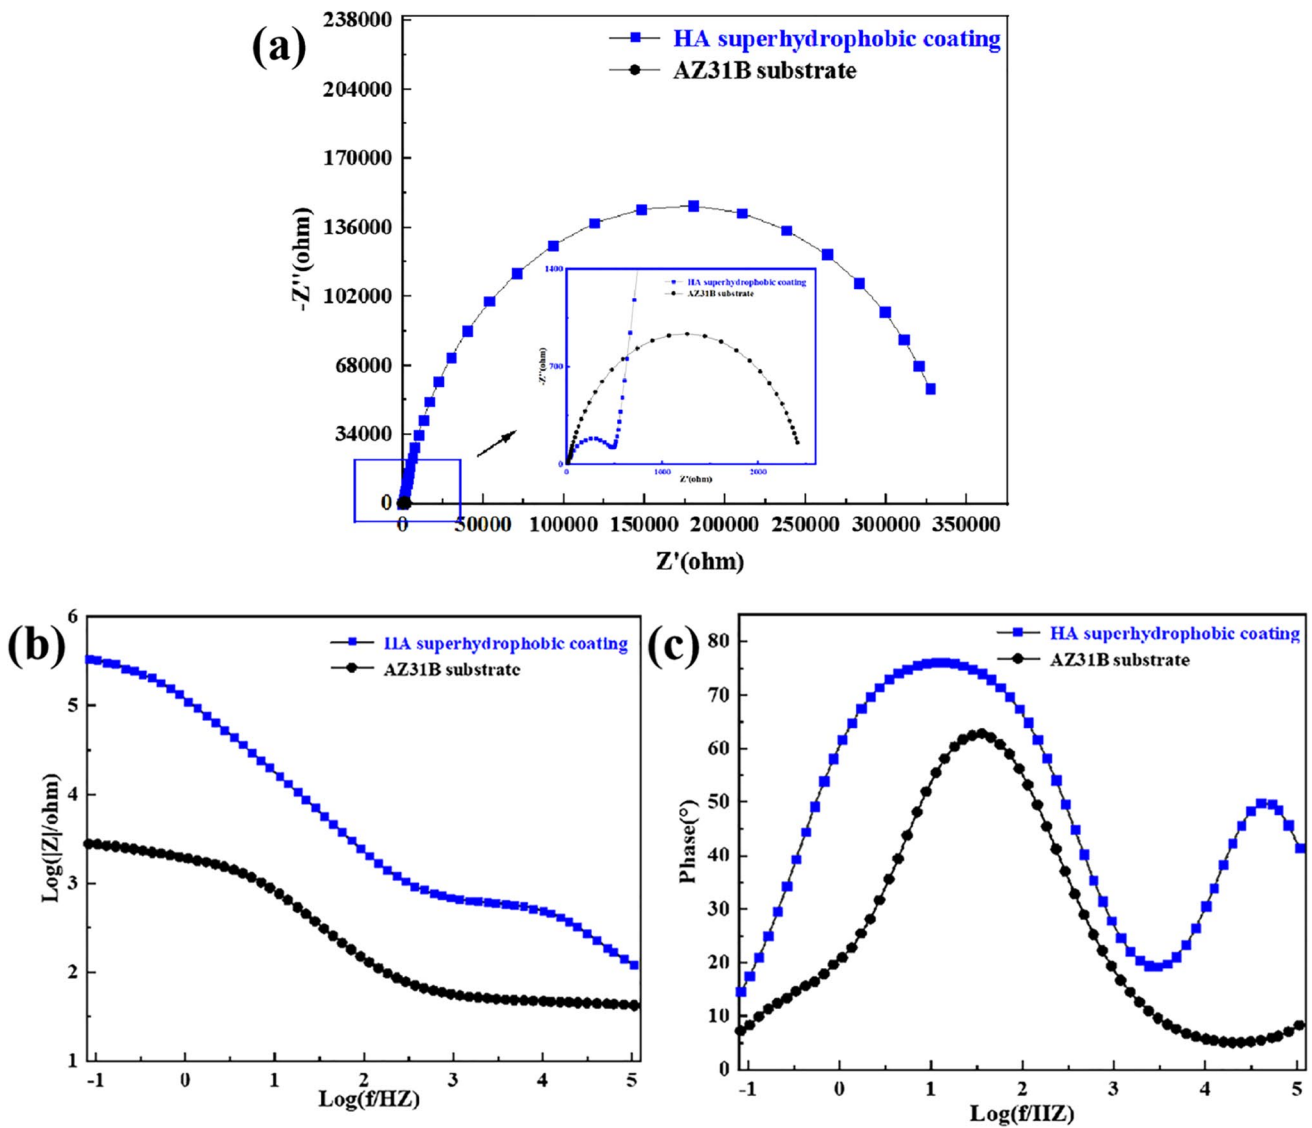 (a)
238000
204000
170000
136000
102000
68000
34000
0
-Z''(ohm)
HA superhydrophobic coating
AZ31B substrate
1400
700
0
-Z''(ohm)
HA superhydrophobic coating
AZ31B substrate
0 1000 2000
Z'(ohm)
0 50000 100000 150000 200000 250000 300000 350000
Z'(ohm)
(b)
6
5
4
3
2
1
Log(|Z|/ohm)
HA superhydrophobic coating
AZ31B substrate
-1 0 1 2 3 4 5
Log(f/HZ)
(c)
80
70
60
50
40
30
20
10
0
Phase(°)
HA superhydrophobic coating
AZ31B substrate
-1 0 1 2 3 4 5
Log(f/HZ)